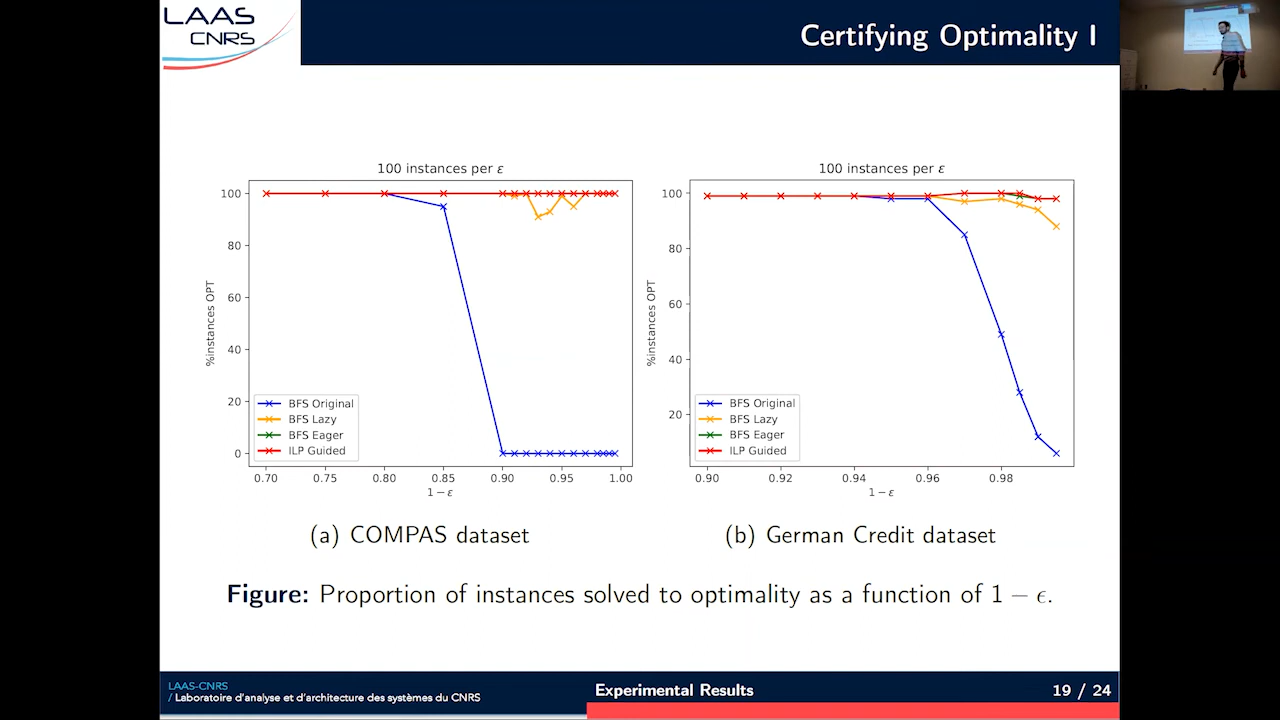 LAAS
CNRS
Certifying Optimality I
100 instances per ε
%instances OPT
100
80
60
40
20
0
BFS Original
BFS Lazy
BFS Eager
ILP Guided
0.70 0.75 0.80 0.85 0.90 0.95 1.00
1 − ε
(a) COMPAS dataset
100 instances per ε
%instances OPT
100
80
60
40
20
BFS Original
BFS Lazy
BFS Eager
ILP Guided
0.90 0.92 0.94 0.96 0.98
1 − ε
(b) German Credit dataset
Figure: Proportion of instances solved to optimality as a function of 1 − ϵ.
LAAS-CNRS
/ Laboratoire d'analyse et d'architecture des systèmes du CNRS
Experimental Results
19 / 24